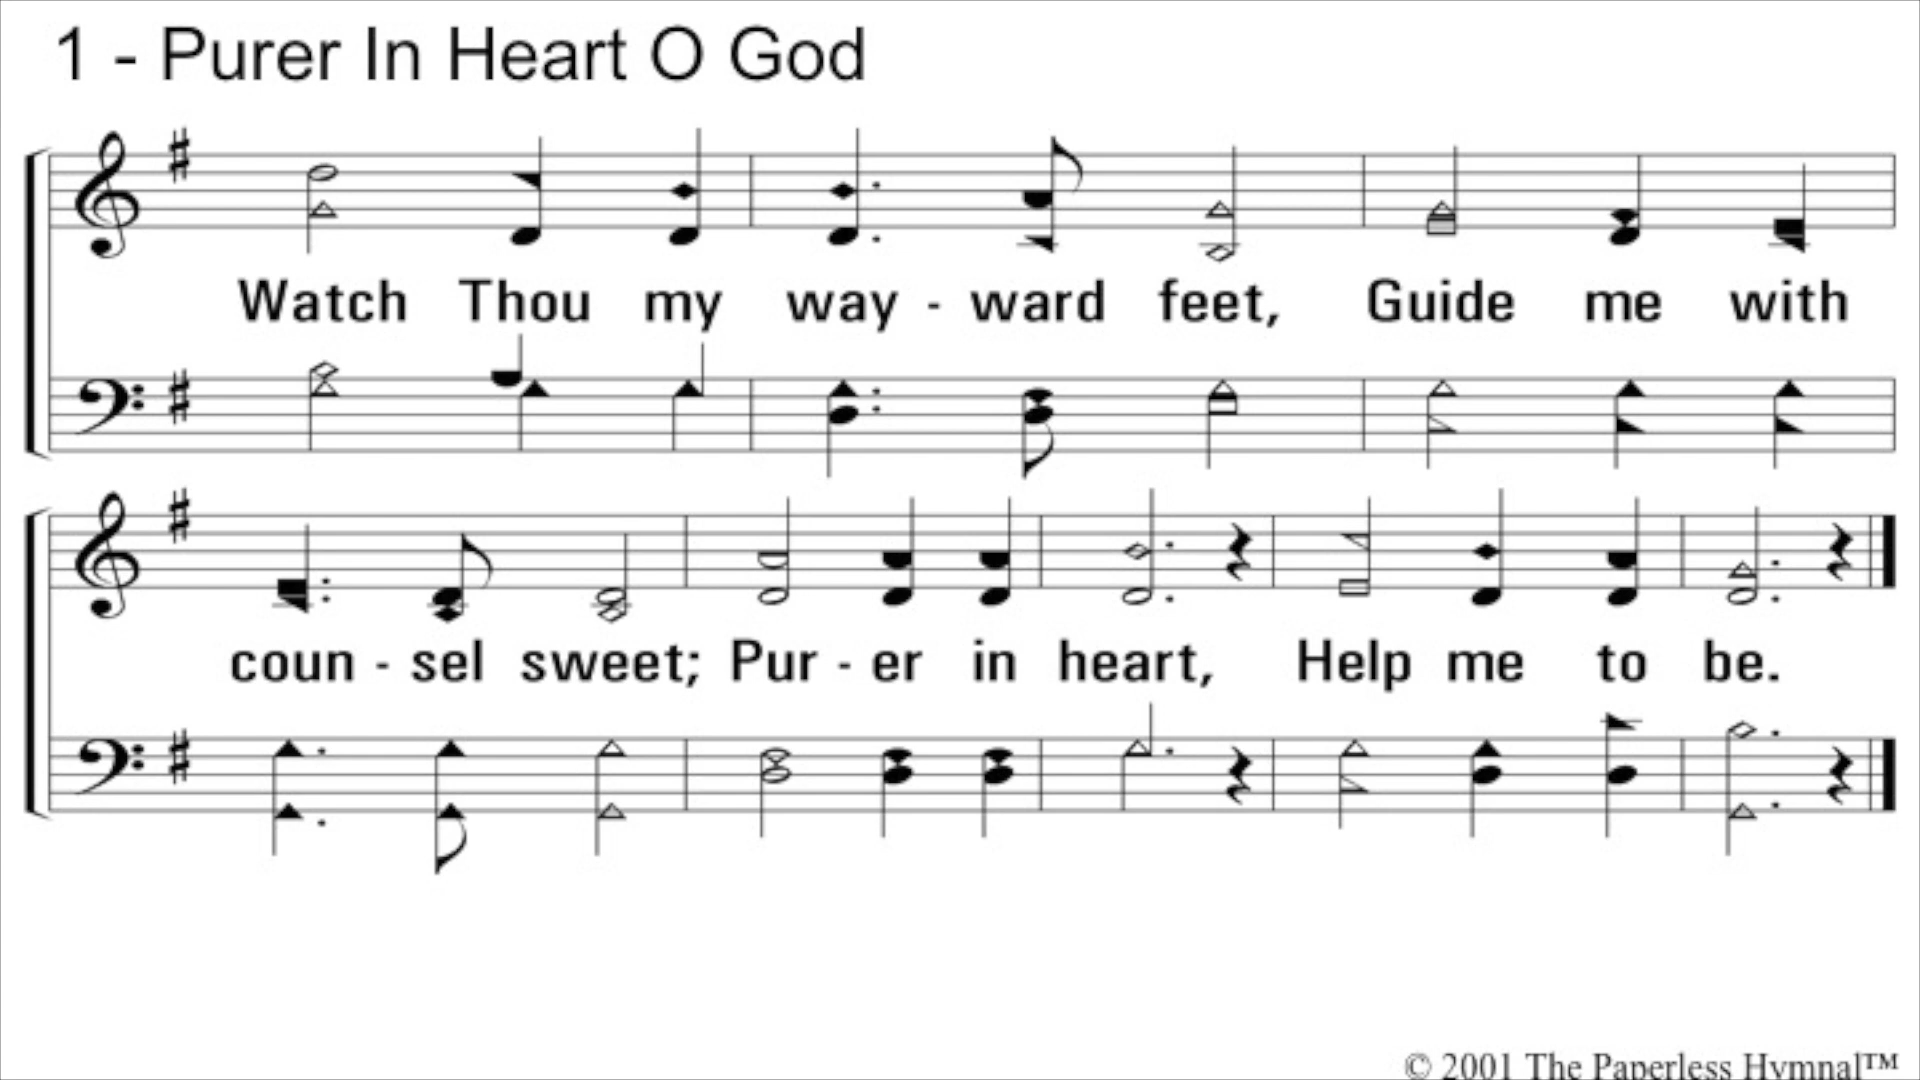 1 - Purer In Heart O God
Watch Thou my way - ward feet, Guide me with
coun - sel sweet; Pur - er in heart, Help me to be.
© 2001 The Paperless Hymnal™